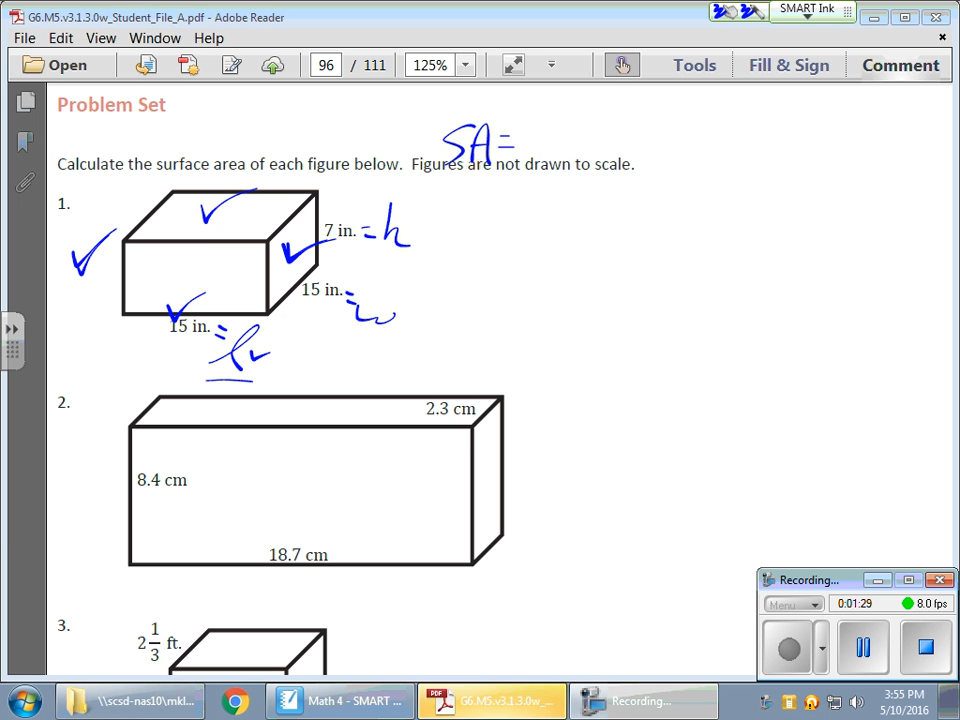 G6.M5.v3.1.3.0w_Student_File_A.pdf - Adobe Reader
SMART Ink
File Edit View Window Help
Open 96 / 111 125% Tools Fill & Sign Comment
Problem Set
SA=
Calculate the surface area of each figure below. Figures are not drawn to scale.
1.
7 in. = h
15 in. = w
15 in. = l
2.
2.3 cm
8.4 cm
18.7 cm
3.
2 1/3 ft.
Recording...
Menu 0:01:29 8.0 fps
\\scsd-nas10\mkl... Math 4 - SMART ... G6.M5.v3.1.3.0w_... Recording...
3:55 PM
5/10/2016